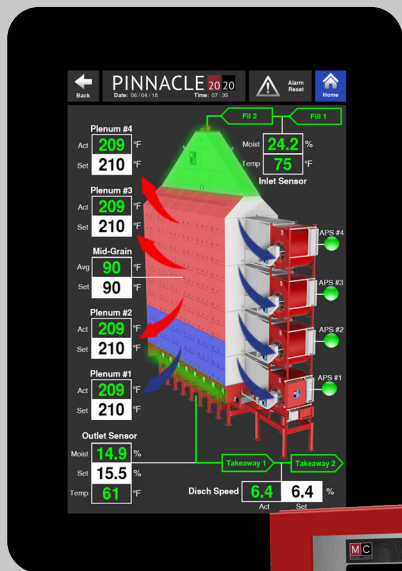 PINNACLE 20 20
Back
Date: 06 / 04 / 18 Time: 07 : 35
Alarm
Reset
Home
Fil 2
Fill 1
Plenum #4
Act 209 °F
Set 210 °F
Moist 24.2 %
Temp 75 °F
Inlet Sensor
Plenum #3
Act 209 °F
Set 210 °F
APS #4
Mid-Grain
Avg 90 °F
Set 90 °F
APS #3
Plenum #2
Act 209 °F
Set 210 °F
APS #2
Plenum #1
Act 209 °F
Set 210 °F
APS #1
Outlet Sensor
Moist 14.9 %
Set 15.5 %
Temp 61 °F
Takeaway 1
Takeaway 2
Disch Speed 6.4 6.4 %
Act Set
MC